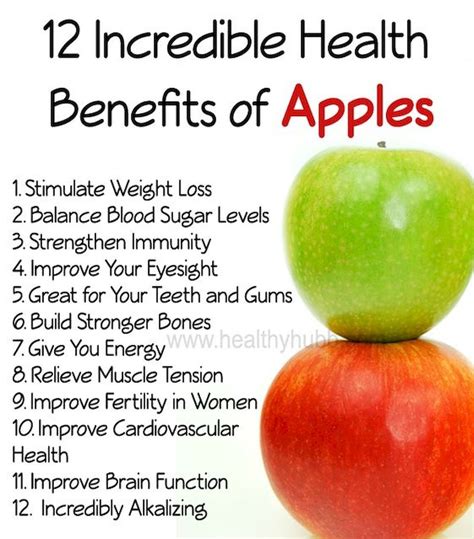 12 Incredible Health
Benefits of Apples
1. Stimulate Weight Loss
2. Balance Blood Sugar Levels
3. Strengthen Immunity
4. Improve Your Eyesight
5. Great for Your Teeth and Gums
6. Build Stronger Bones
www.healthyhubb
7. Give You Energy
8. Relieve Muscle Tension
9. Improve Fertility in Women
10. Improve Cardiovascular
Health
11. Improve Brain Function
12. Incredibly Alkalizing